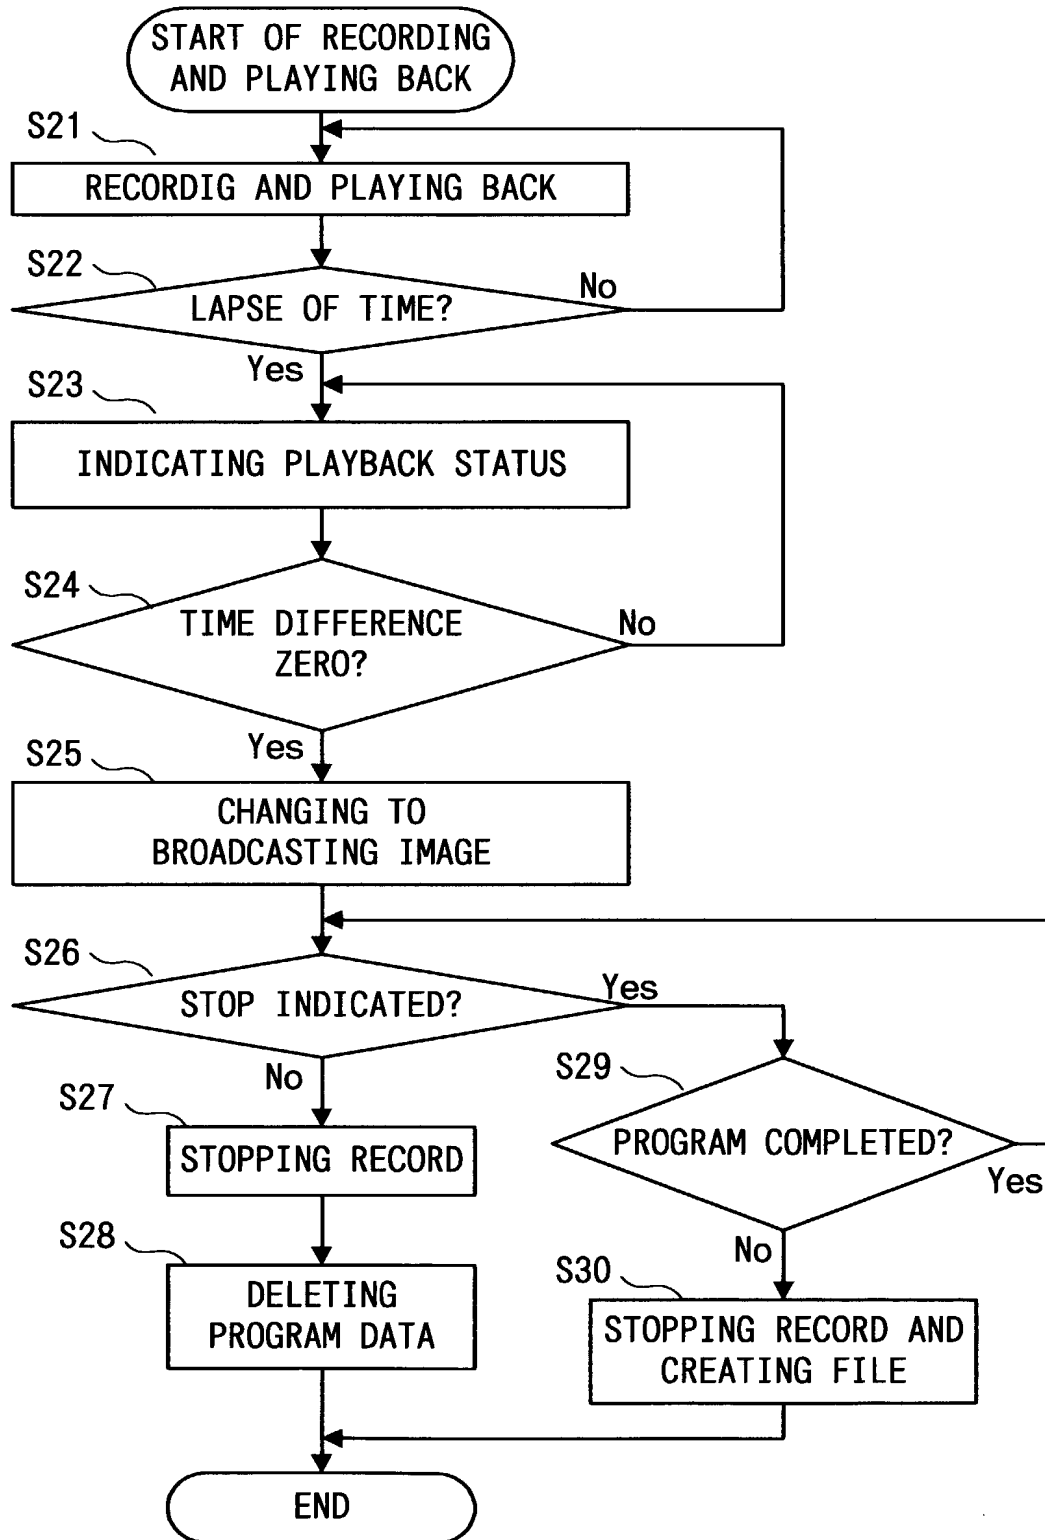 START OF RECORDING
AND PLAYING BACK
S21
RECORDIG AND PLAYING BACK
S22
LAPSE OF TIME?
No
Yes
S23
INDICATING PLAYBACK STATUS
S24
TIME DIFFERENCE
ZERO?
No
Yes
S25
CHANGING TO
BROADCASTING IMAGE
S26
STOP INDICATED?
Yes
No
S29
PROGRAM COMPLETED?
Yes
No
S27
STOPPING RECORD
S28
DELETING
PROGRAM DATA
S30
STOPPING RECORD AND
CREATING FILE
END